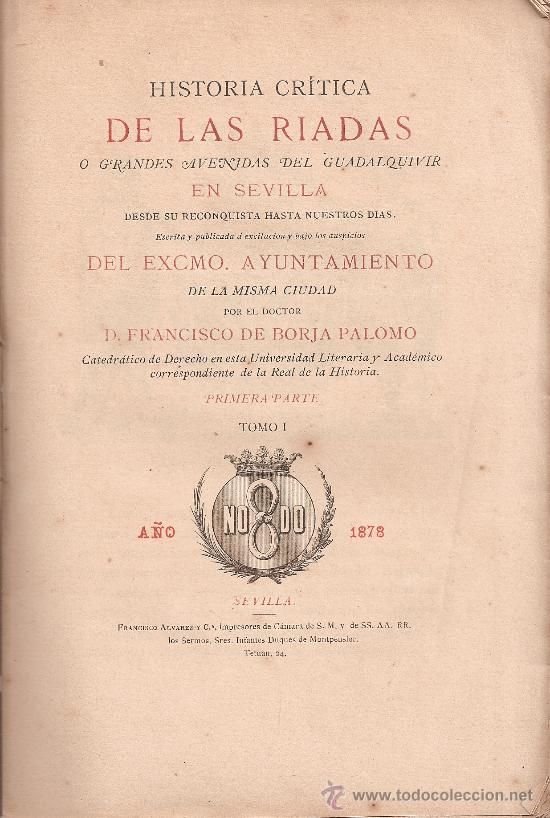 HISTORIA CRÍTICA
DE LAS RIADAS
O GRANDES AVENIDAS DEL GUADALQUIVIR
EN SEVILLA
DESDE SU RECONQUISTA HASTA NUESTROS DIAS.
Escrita y publicada á excitacion y bajo los auspicios
DEL EXCMO. AYUNTAMIENTO
DE LA MISMA CIUDAD
POR EL DOCTOR
D. FRANCISCO DE BORJA PALOMO
Catedrático de Derecho en esta Universidad Literaria y Académico
correspondiente de la Real de la Historia.
PRIMERA PARTE
TOMO I
NO 8 DO
AÑO 1878
SEVILLA.
FRANCISCO ALVAREZ Y C.ª, Impresores de Cámara de S. M. y de SS. AA. RR.
los Sermos. Sres. Infantes Duques de Montpensier.
Tetuan, 24.
www.todocoleccion.net